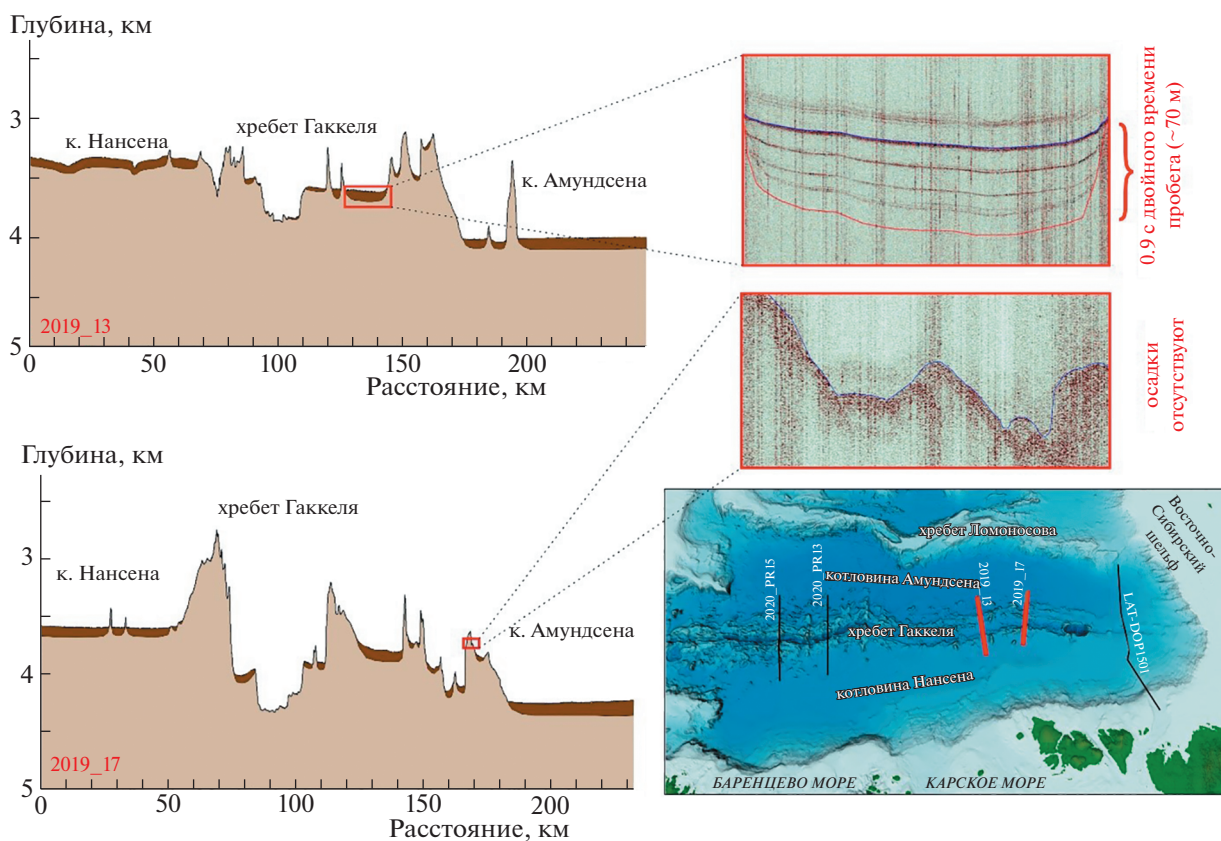 Глубина, км
3
4
5
к. Нансена
хребет Гаккеля
к. Амундсена
2019_13
0
50
100
150
200
Расстояние, км
0.9 с двойного времени
пробега (~70 м)
осадки
отсутствуют
Глубина, км
3
4
5
хребет Гаккеля
к. Нансена
к. Амундсена
2019_17
0
50
100
150
200
Расстояние, км
хребет Ломоносова
Восточно-
Сибирский
шельф
2020_PR15
2020_PR13
котловина Амундсена
2019_13
2019_17
LAT-DOP1501
хребет Гаккеля
котловина Нансена
БАРЕНЦЕВО МОРЕ
КАРСКОЕ МОРЕ